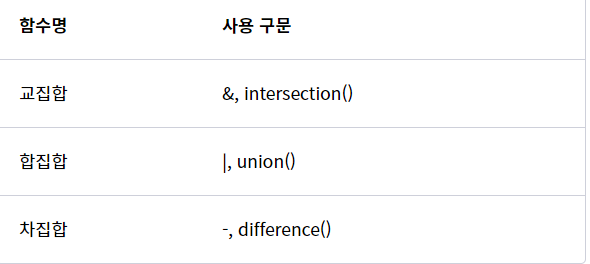 함수명 사용 구문
교집합 &, intersection()
합집합 |, union()
차집합 -, difference()